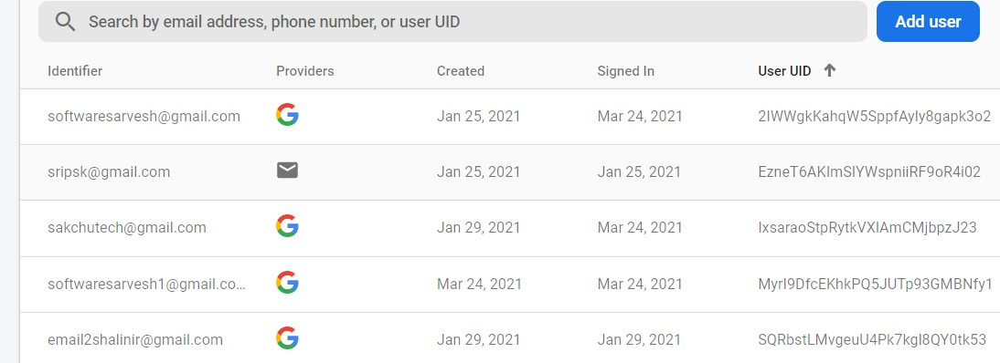 Search by email address, phone number, or user UID Add user
Identifier Providers Created Signed In User UID
softwaresarvesh@gmail.com Jan 25, 2021 Mar 24, 2021 2IWWgkKahqW5SppfAyIy8gapk3o2
sripsk@gmail.com Jan 25, 2021 Jan 25, 2021 EzneT6AKlmSIYWspniiRF9oR4i02
sakchutech@gmail.com Jan 29, 2021 Mar 24, 2021 IxsaraoStpRytkVXIAmCMjbpzJ23
softwaresarvesh1@gmail.co... Mar 24, 2021 Mar 24, 2021 MyrI9DfcEKhkPQ5JUTp93GMBNfy1
email2shalinir@gmail.com Jan 29, 2021 Jan 29, 2021 SQRbstLMvgeuU4Pk7kgI8QY0tk53